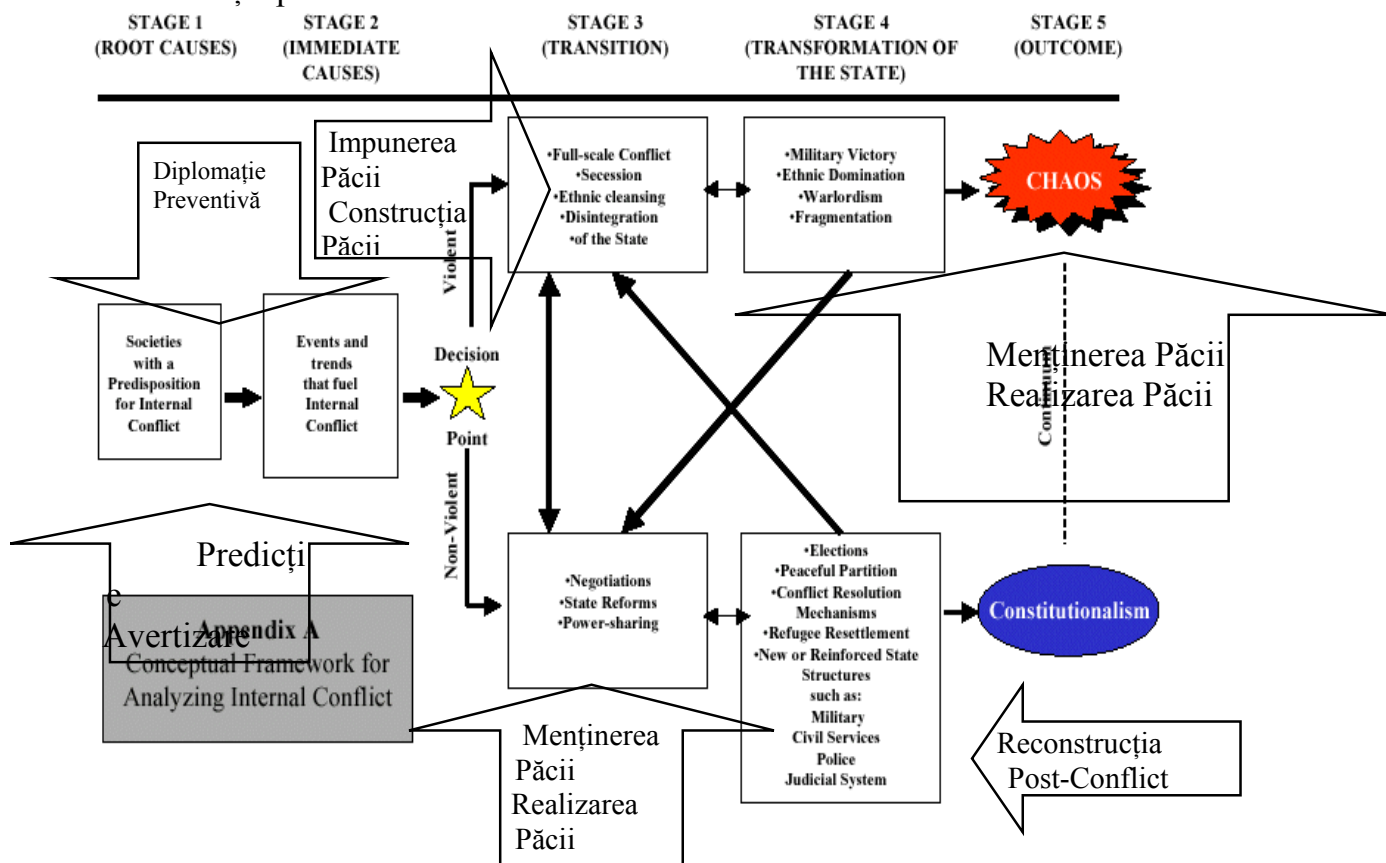 STAGE 1
(ROOT CAUSES)
STAGE 2
(IMMEDIATE
CAUSES)
STAGE 3
(TRANSITION)
STAGE 4
(TRANSFORMATION OF
THE STATE)
STAGE 5
(OUTCOME)
Diplomație
Preventivă
Impunerea
Păcii
Construcția
Păcii
•Full-scale Conflict
•Secession
•Ethnic cleansing
•Disintegration
•of the State
•Military Victory
•Ethnic Domination
•Warlordism
•Fragmentation
CHAOS
Violent
Societies
with a
Predisposition
for Internal
Conflict
Events and
trends
that fuel
Internal
Conflict
Decision
Point
Non-Violent
Menținerea Păcii
Realizarea Păcii
Continuum
Predicți
e
Avertizare
Appendix A
Conceptual Framework for
Analyzing Internal Conflict
•Negotiations
•State Reforms
•Power-sharing
•Elections
•Peaceful Partition
•Conflict Resolution
Mechanisms
•Refugee Resettlement
•New or Reinforced State
Structures
such as:
Military
Civil Services
Police
Judicial System
Constitutionalism
Menținerea
Păcii
Realizarea
Păcii
Reconstrucția
Post-Conflict